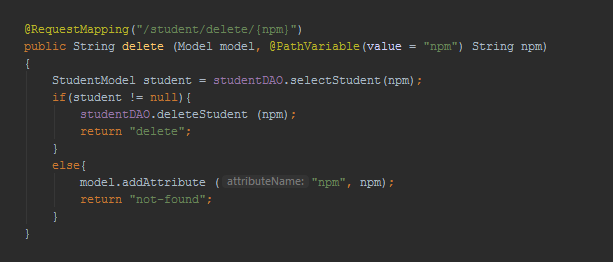 @RequestMapping("/student/delete/{npm}")
public String delete (Model model, @PathVariable(value = "npm") String npm)
{
    StudentModel student = studentDAO.selectStudent(npm);
    if(student != null){
        studentDAO.deleteStudent (npm);
        return "delete";
    }
    else{
        model.addAttribute ( attributeName: "npm", npm);
        return "not-found";
    }
}